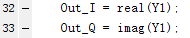 32 – Out_I = real(Y1);
33 – Out_Q = imag(Y1);